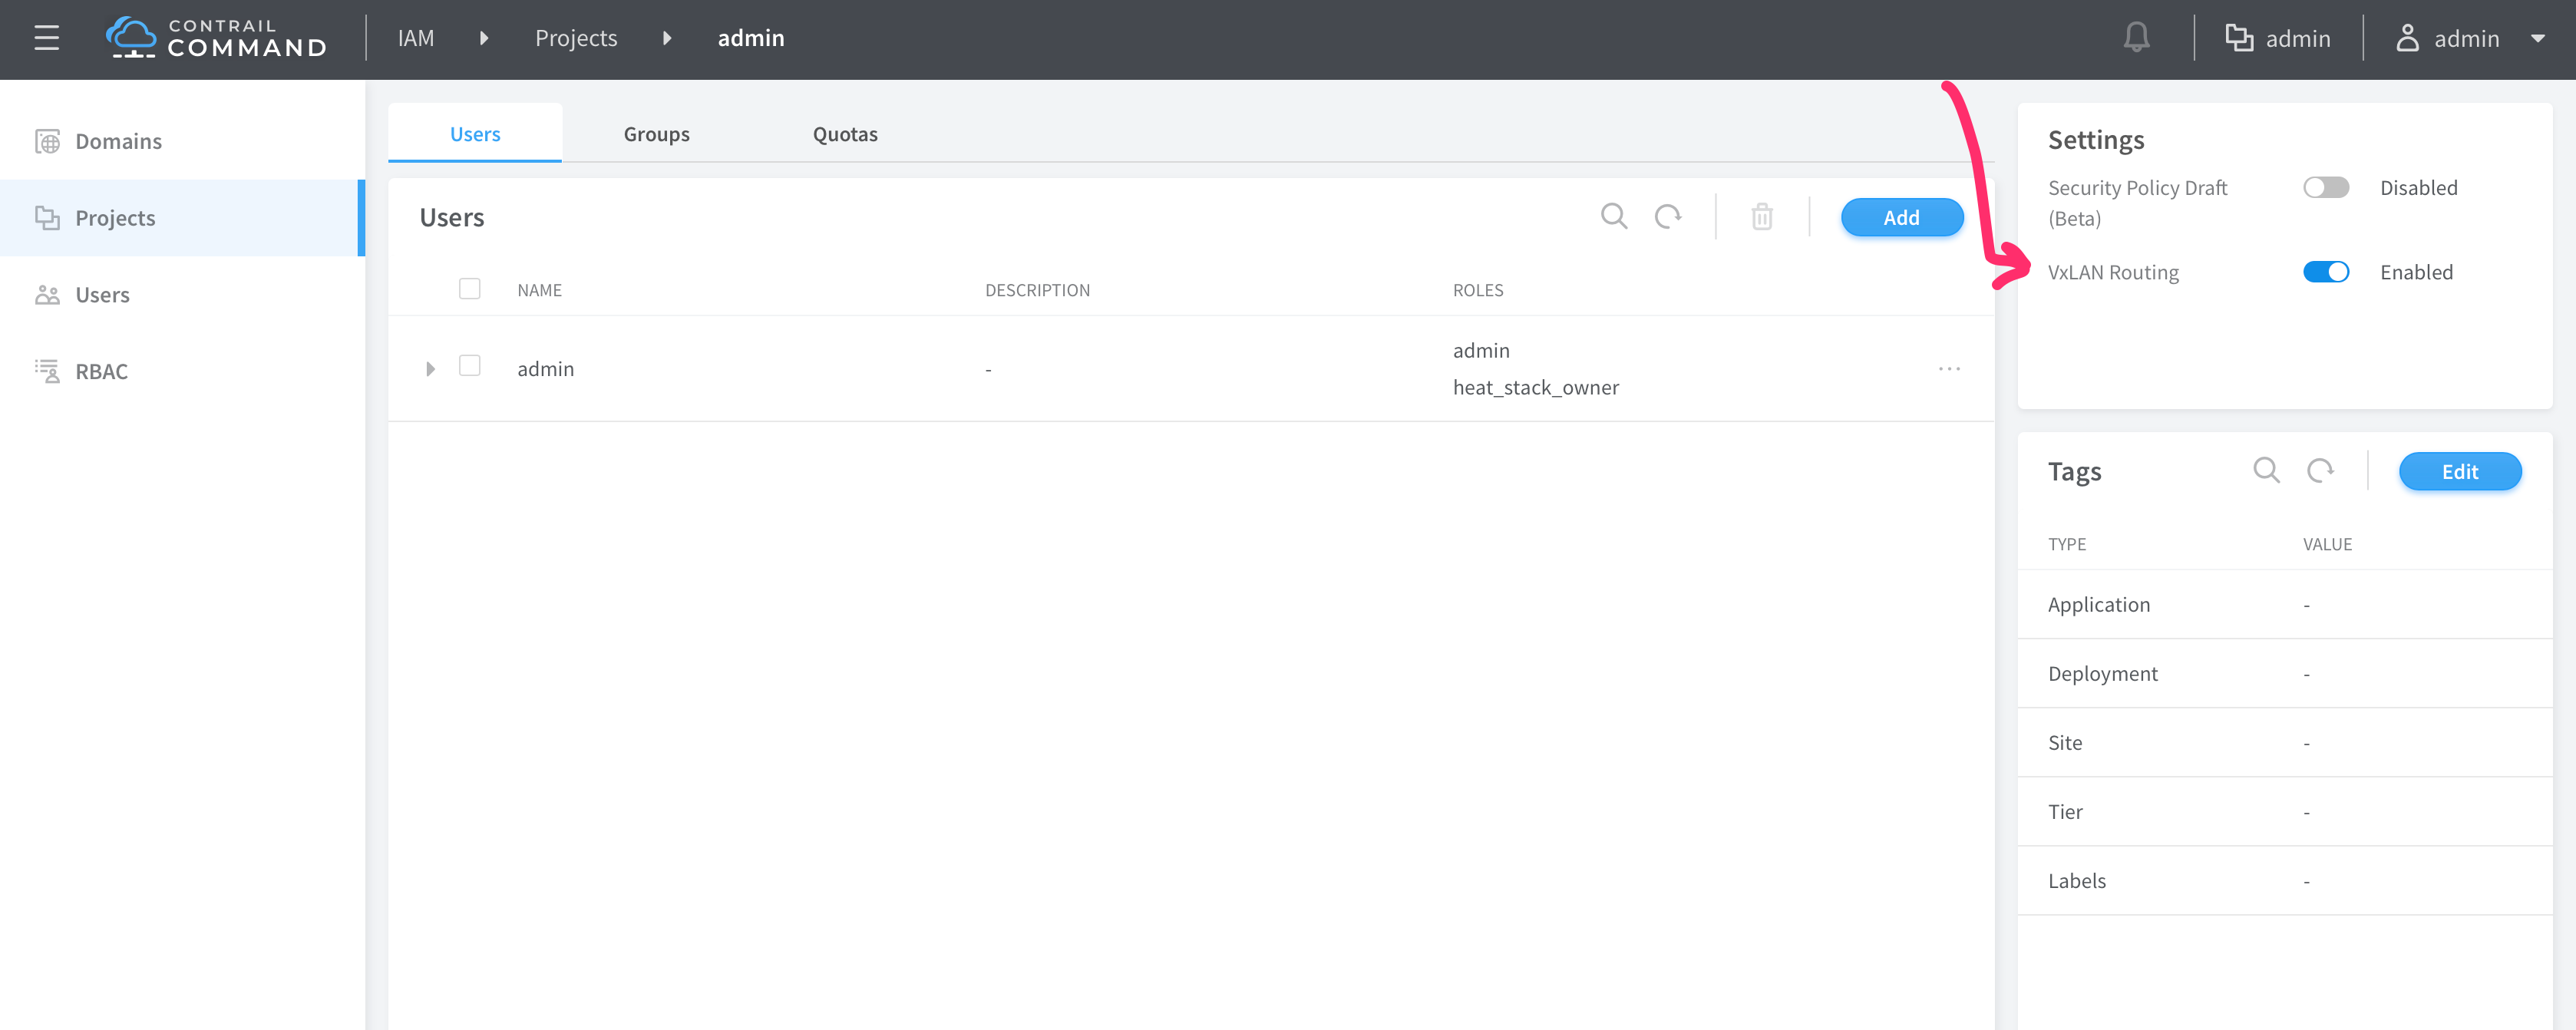 CONTRAIL
COMMAND
IAM
Projects
admin
admin
admin
Domains
Projects
Users
RBAC
Users
Groups
Quotas
Users
Add
NAME
DESCRIPTION
ROLES
admin
-
admin
heat_stack_owner
...
Settings
Security Policy Draft
(Beta)
Disabled
VxLAN Routing
Enabled
Tags
Edit
TYPE
VALUE
Application
-
Deployment
-
Site
-
Tier
-
Labels
-